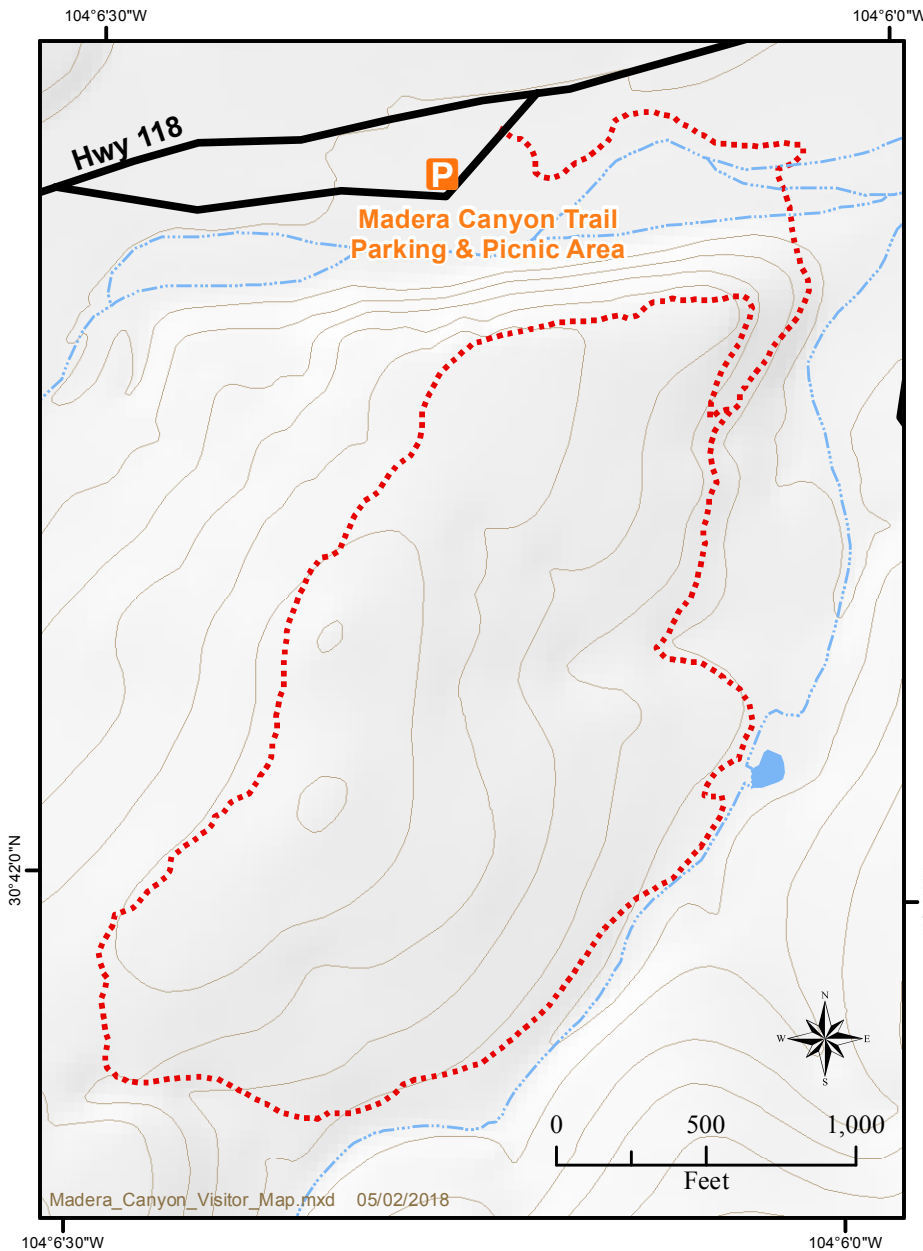 104°6'30"W
104°6'0"W
Hwy 118
P
Madera Canyon Trail
Parking & Picnic Area
30°42'0"N
N
W
E
S
0
500
1,000
Feet
Madera_Canyon_Visitor_Map.mxd 05/02/2018
104°6'30"W
104°6'0"W